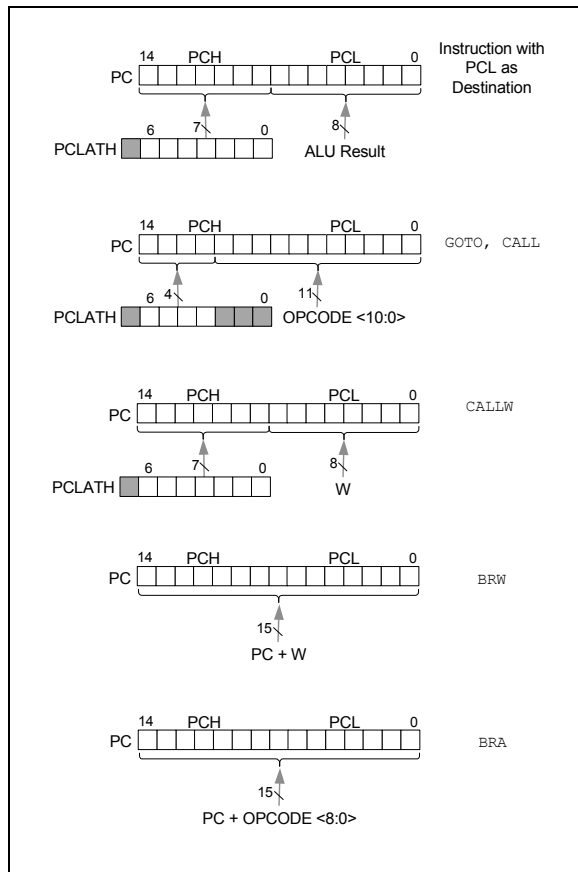 14 PCH PCL 0
PC
Instruction with
PCL as
Destination
6 7 0 8
PCLATH
ALU Result
14 PCH PCL 0
PC
GOTO, CALL
6 4 0 11
PCLATH
OPCODE <10:0>
14 PCH PCL 0
PC
CALLW
6 7 0 8
PCLATH
W
14 PCH PCL 0
PC
BRW
15
PC + W
14 PCH PCL 0
PC
BRA
15
PC + OPCODE <8:0>